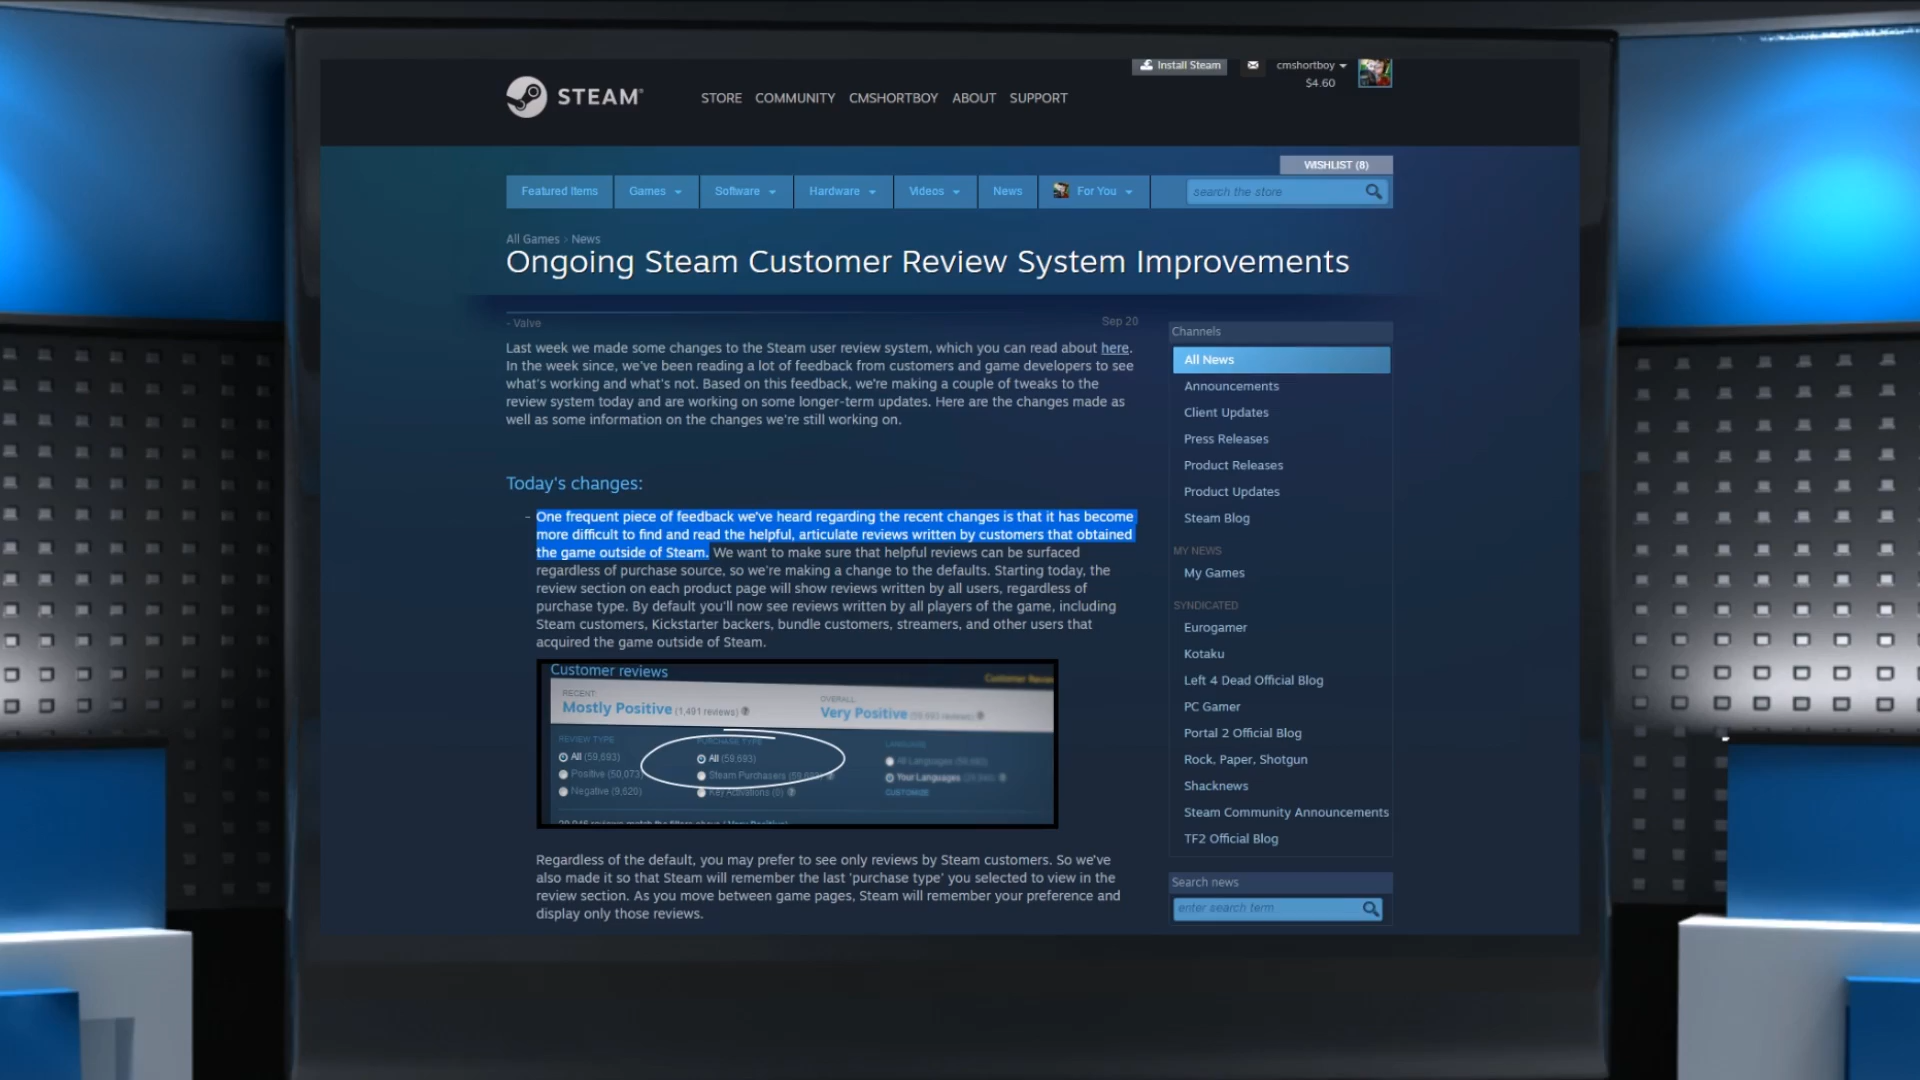 Install Steam
cmshortboy
$4.60
STEAM
STORE COMMUNITY CMSHORTBOY ABOUT SUPPORT
WISHLIST (8)
Featured Items Games Software Hardware Videos News For You search the store
All Games > News
Ongoing Steam Customer Review System Improvements
- Valve
Sep 20
Last week we made some changes to the Steam user review system, which you can read about here.
In the week since, we've been reading a lot of feedback from customers and game developers to see
what's working and what's not. Based on this feedback, we're making a couple of tweaks to the
review system today and are working on some longer-term updates. Here are the changes made as
well as some information on the changes we're still working on.
Today's changes:
- One frequent piece of feedback we've heard regarding the recent changes is that it has become
more difficult to find and read the helpful, articulate reviews written by customers that obtained
the game outside of Steam. We want to make sure that helpful reviews can be surfaced
regardless of purchase source, so we're making a change to the defaults. Starting today, the
review section on each product page will show reviews written by all users, regardless of
purchase type. By default you'll now see reviews written by all players of the game, including
Steam customers, Kickstarter backers, bundle customers, streamers, and other users that
acquired the game outside of Steam.
Customer reviews
RECENT:
Mostly Positive (1,491 reviews)
OVERALL:
Very Positive (59,693 reviews)
REVIEW TYPE
All (59,693)
Positive (50,073)
Negative (9,620)
PURCHASE TYPE
All (59,693)
Steam Purchasers
Key Activations (0)
LANGUAGE
All Languages
Your Languages
CUSTOMIZE
Regardless of the default, you may prefer to see only reviews by Steam customers. So we've
also made it so that Steam will remember the last 'purchase type' you selected to view in the
review section. As you move between game pages, Steam will remember your preference and
display only those reviews.
Channels
All News
Announcements
Client Updates
Press Releases
Product Releases
Product Updates
Steam Blog
MY NEWS
My Games
SYNDICATED
Eurogamer
Kotaku
Left 4 Dead Official Blog
PC Gamer
Portal 2 Official Blog
Rock, Paper, Shotgun
Shacknews
Steam Community Announcements
TF2 Official Blog
Search news
enter search term